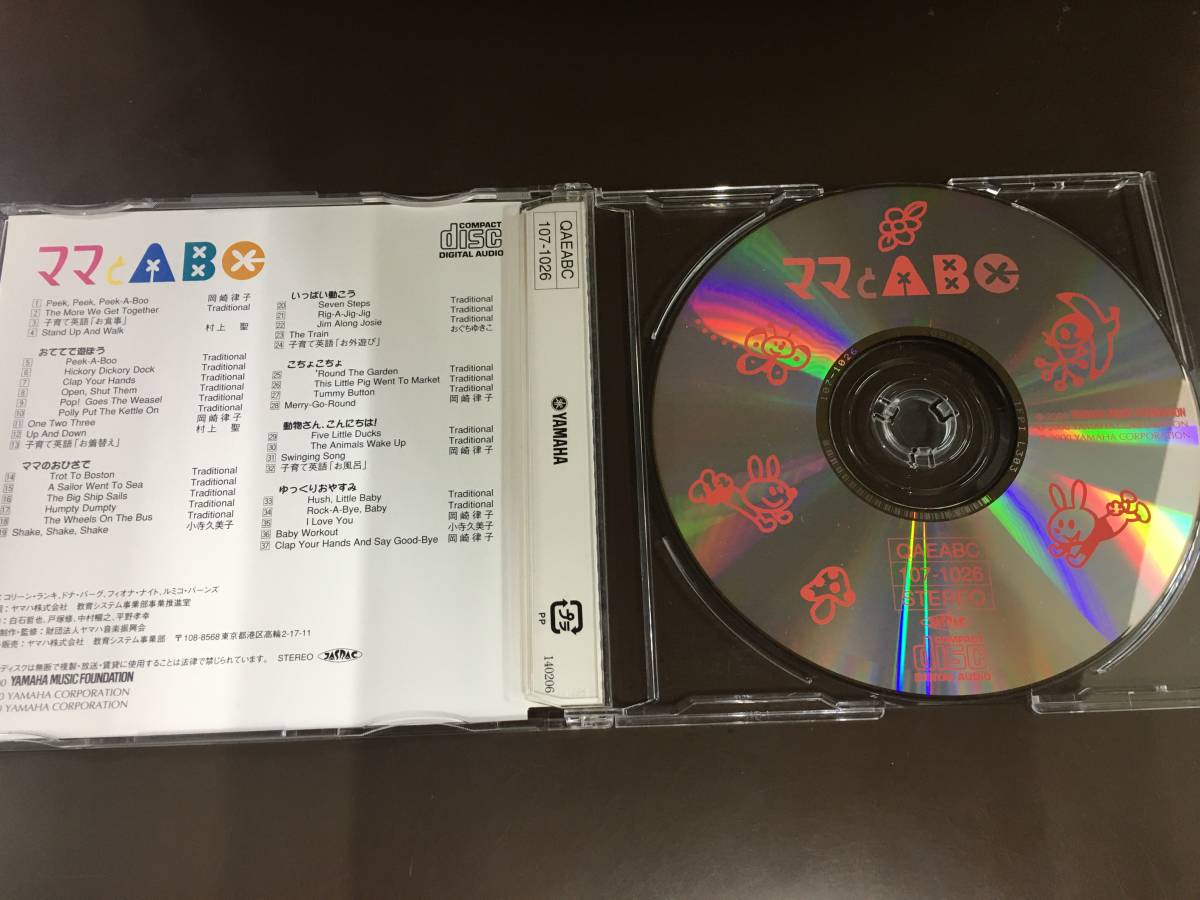 ママとABC
COMPACT
disc
DIGITAL AUDIO
1 Peek, Peek, Peek-A-Boo 岡崎律子
2 The More We Get Together Traditional
3 子育て英語「お食事」
4 Stand Up And Walk 村上 聖
おててで遊ぼう
5 Peek-A-Boo Traditional
6 Hickory Dickory Dock Traditional
7 Clap Your Hands Traditional
8 Open, Shut Them Traditional
9 Pop! Goes The Weasel Traditional
10 Polly Put The Kettle On Traditional
11 One Two Three 岡崎律子
12 Up And Down 村上 聖
13 子育て英語「お着替え」
ママのおひざで
14 Trot To Boston Traditional
15 A Sailor Went To Sea Traditional
16 The Big Ship Sails Traditional
17 Humpty Dumpty Traditional
18 The Wheels On The Bus Traditional
19 Shake, Shake, Shake 小寺久美子
いっぱい動こう
20 Seven Steps Traditional
21 Rig-A-Jig-Jig Traditional
22 Jim Along Josie Traditional
23 The Train おぐちゆきこ
24 子育て英語「お外遊び」
こちょこちょ
25 'Round The Garden Traditional
26 This Little Pig Went To Market Traditional
27 Tummy Button Traditional
28 Merry-Go-Round 岡崎律子
動物さん、こんにちは!
29 Five Little Ducks Traditional
30 The Animals Wake Up Traditional
31 Swinging Song 岡崎律子
32 子育て英語「お風呂」
ゆっくりおやすみ
33 Hush, Little Baby Traditional
34 Rock-A-Bye, Baby Traditional
35 I Love You 岡崎律子
36 Baby Workout 小寺久美子
37 Clap Your Hands And Say Good-Bye 岡崎律子
コリーン・ランキ、ドナ・バーグ、フィオナ・ナイト、ルミコ・バーンズ
:ヤマハ株式会社 教育システム事業部事業推進室
:白石哲也、戸塚修、中村暢之、平野孝幸
制作・監修:財団法人ヤマハ音楽振興会
販売:ヤマハ株式会社 教育システム事業部 〒108-8568東京都港区高輪2-17-11
ディスクは無断で複製・放送・賃貸に使用することは法律で禁じられています。 STEREO JASRAC
YAMAHA MUSIC FOUNDATION
YAMAHA CORPORATION
YAMAHA CORPORATION
QAEABC
107-1026
YAMAHA
PP
140206
ママとABC
107-1026
IFPI L303
YAMAHA MUSIC FOUNDATION
YAMAHA CORPORATION
QAEABC
107-1026
STEREO
COMPACT
disc
DIGITAL AUDIO